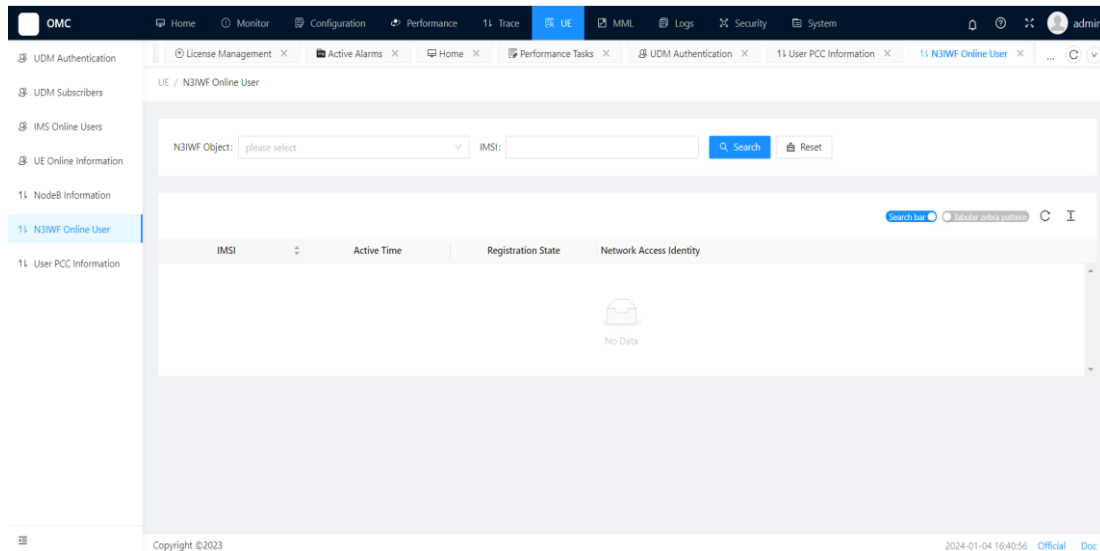 OMC
Home Monitor Configuration Performance Trace UE MML Logs Security System admin
License Management Active Alarms Home Performance Tasks UDM Authentication User PCC Information N3IWF Online User ...
UDM Authentication
UDM Subscribers
IMS Online Users
UE Online Information
NodeB Information
N3IWF Online User
User PCC Information
UE / N3IWF Online User
N3IWF Object: please select IMSI: Search Reset
Search bar Tabular zebra pattern
IMSI Active Time Registration State Network Access Identity
No Data
Copyright ©2023 2024-01-04 16:40:56 Official Doc